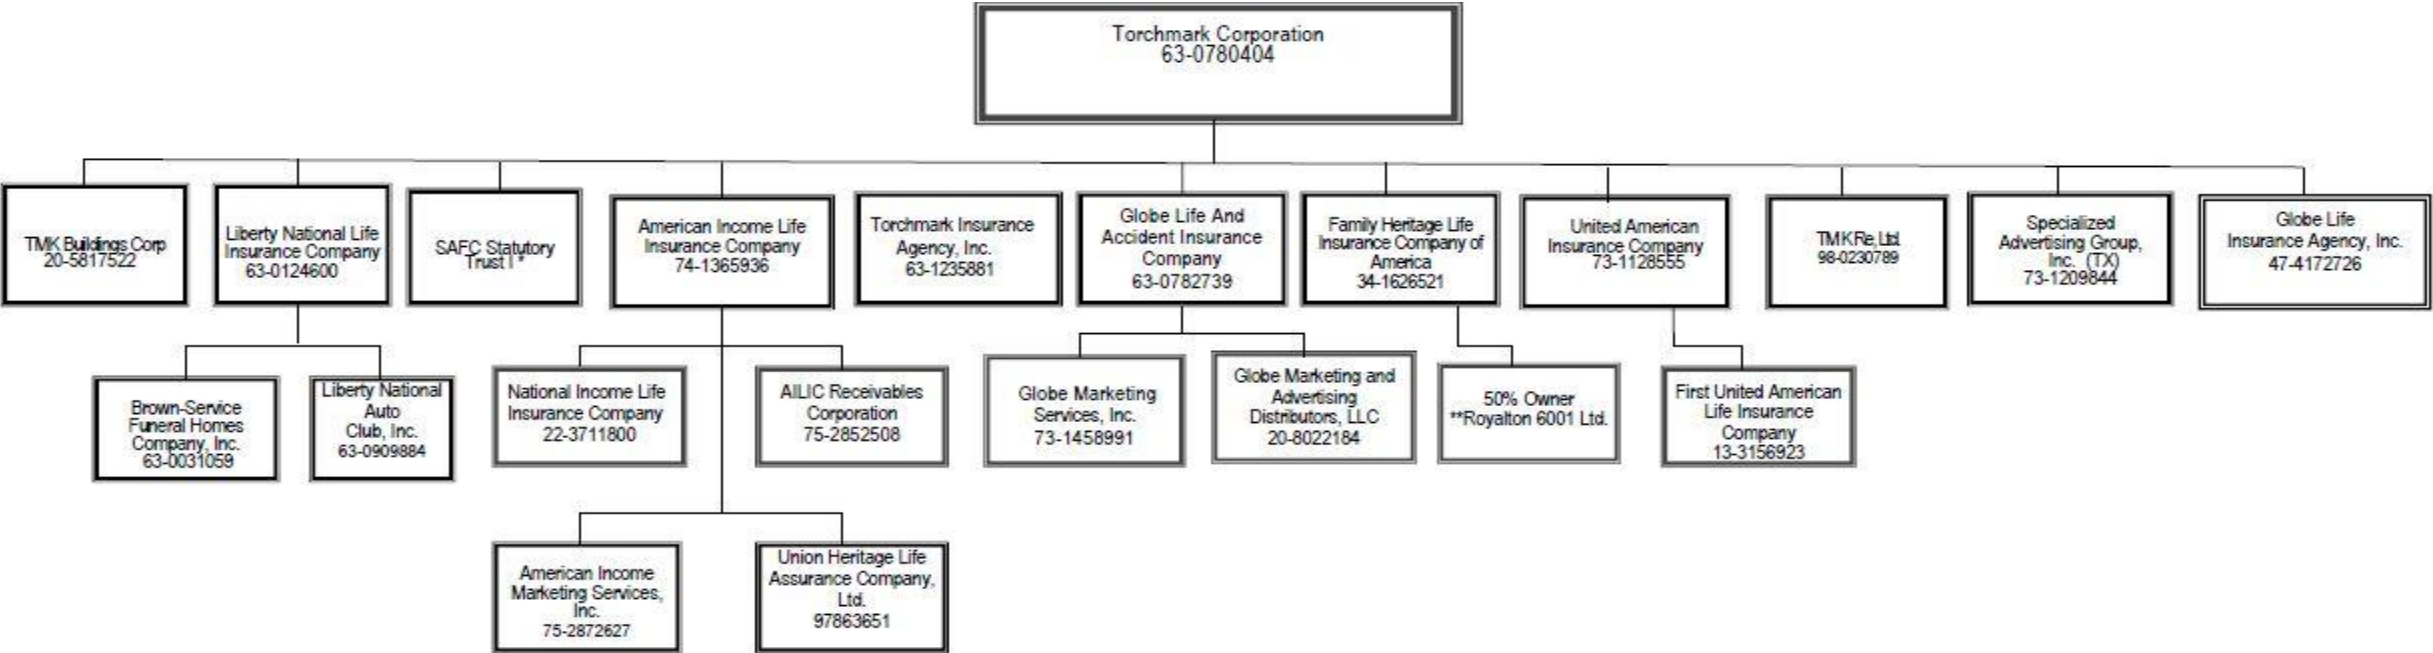 Torchmark Corporation
63-0780404
TMK Buildings Corp
20-5817522
Liberty National Life
Insurance Company
63-0124600
SAFC Statutory
Trust I *
American Income Life
Insurance Company
74-1365936
Torchmark Insurance
Agency, Inc.
63-1235881
Globe Life And
Accident Insurance
Company
63-0782739
Family Heritage Life
Insurance Company of
America
34-1626521
United American
Insurance Company
73-1128555
TMK Re, Ltd.
98-0230789
Specialized
Advertising Group,
Inc. (TX)
73-1209844
Globe Life
Insurance Agency, Inc.
47-4172726
Brown-Service
Funeral Homes
Company, Inc.
63-0031059
Liberty National
Auto
Club, Inc.
63-0909884
National Income Life
Insurance Company
22-3711800
AILIC Receivables
Corporation
75-2852508
Globe Marketing
Services, Inc.
73-1458991
Globe Marketing and
Advertising
Distributors, LLC
20-8022184
50% Owner
**Royalton 6001 Ltd.
First United American
Life Insurance
Company
13-3156923
American Income
Marketing Services,
Inc.
75-2872627
Union Heritage Life
Assurance Company,
Ltd.
97863651